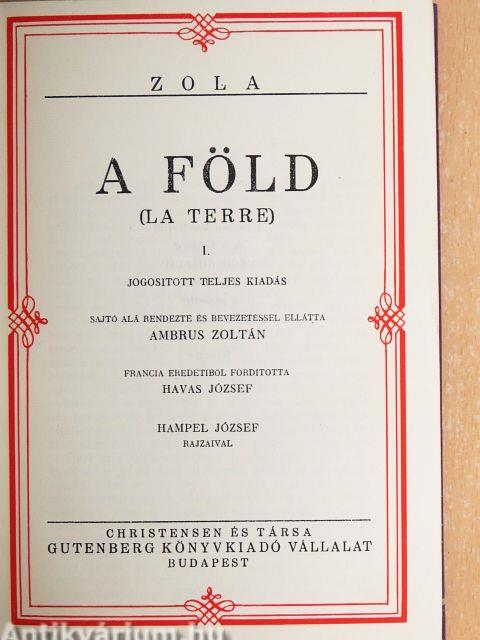 ZOLA
A FÖLD
(LA TERRE)
I.
JOGOSITOTT TELJES KIADÁS
SAJTÓ ALÁ RENDEZTE ÉS BEVEZETÉSSEL ELLÁTTA
AMBRUS ZOLTÁN
FRANCIA EREDETIBŐL FORDITOTTA
HAVAS JÓZSEF
HAMPEL JÓZSEF
RAJZAIVAL
CHRISTENSEN ÉS TÁRSA
GUTENBERG KÖNYVKIADÓ VÁLLALAT
BUDAPEST
Antikvárium.hu